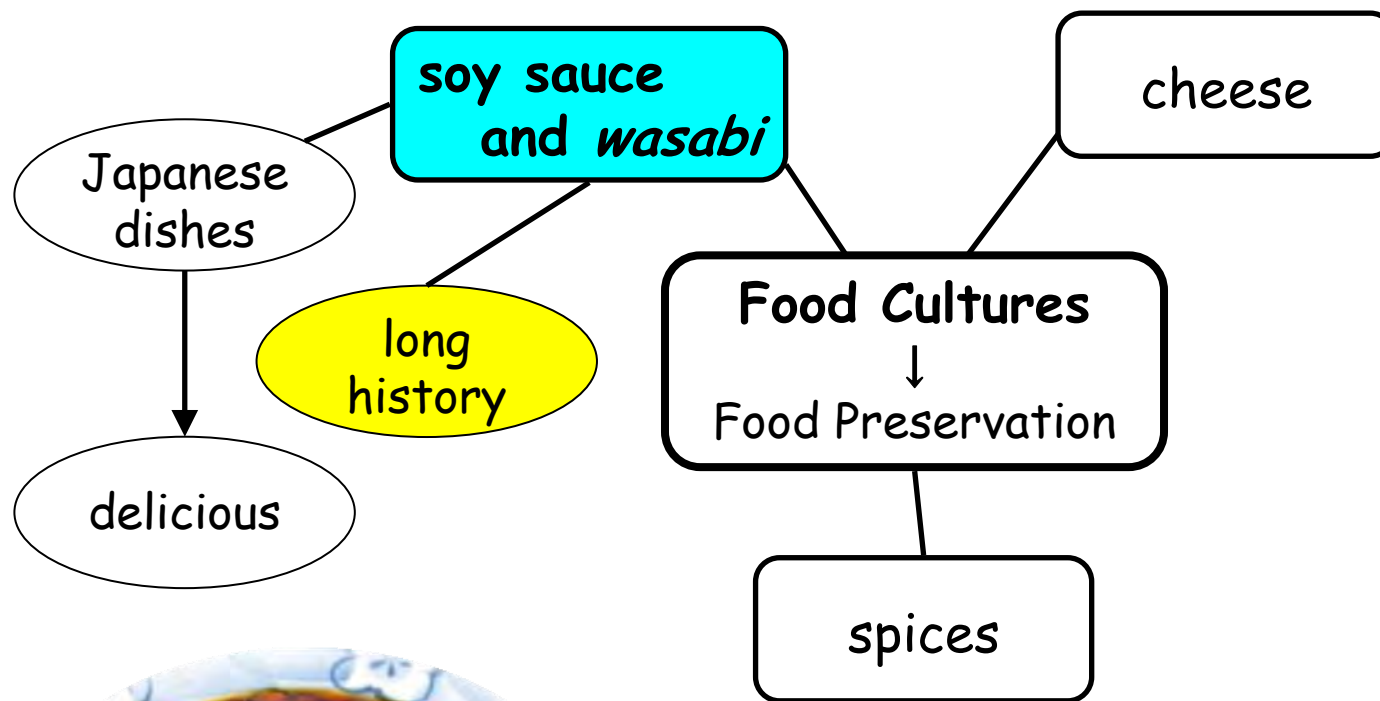 soy sauce
and wasabi
cheese
Japanese
dishes
long
history
Food Cultures
↓
Food Preservation
delicious
spices